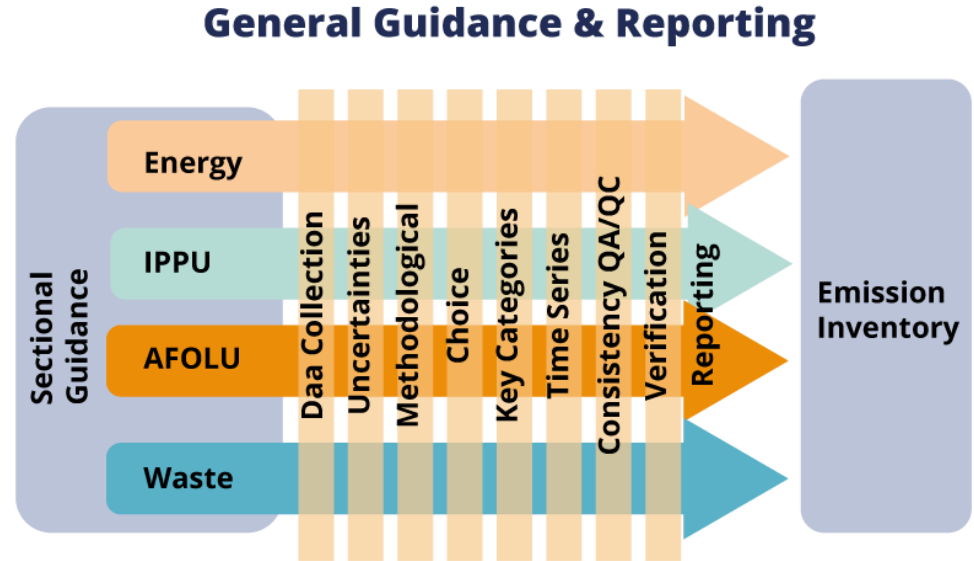 General Guidance & Reporting
Sectional
Guidance
Energy
IPPU
AFOLU
Waste
Daa Collection
Uncertainties
Methodological
Choice
Key Categories
Time Series
Consistency QA/QC
Verification
Reporting
Emission
Inventory